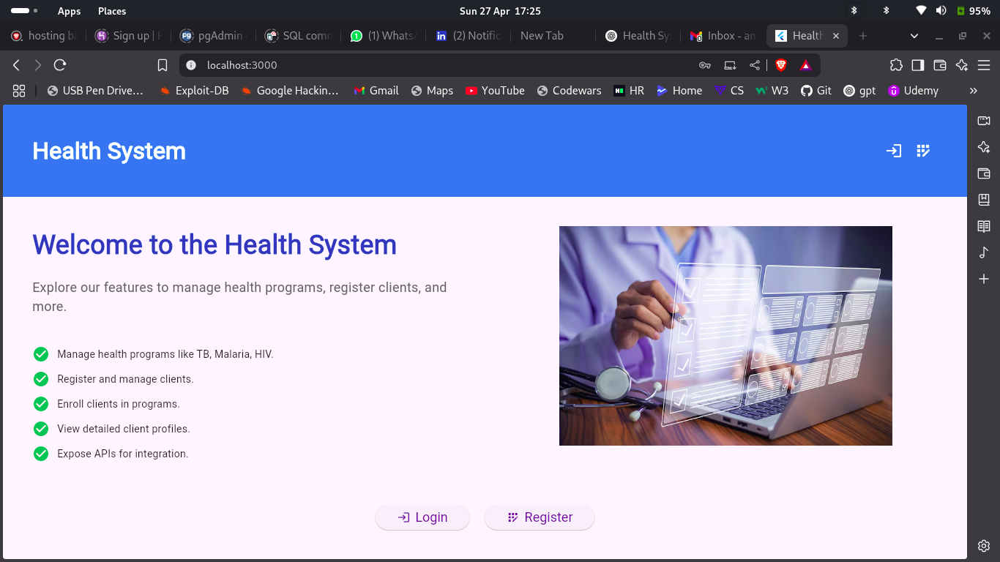 Apps Places Sun 27 Apr 17:25 95%
hosting ba Sign up | pgAdmin SQL comm (1) Whats (2) Notific New Tab Health Sy Inbox - an Health
localhost:3000
USB Pen Drive... Exploit-DB Google Hackin... Gmail Maps YouTube Codewars HR Home CS W3 Git gpt Udemy
Health System
Welcome to the Health System
Explore our features to manage health programs, register clients, and
more.
Manage health programs like TB, Malaria, HIV.
Register and manage clients.
Enroll clients in programs.
View detailed client profiles.
Expose APIs for integration.
Login Register